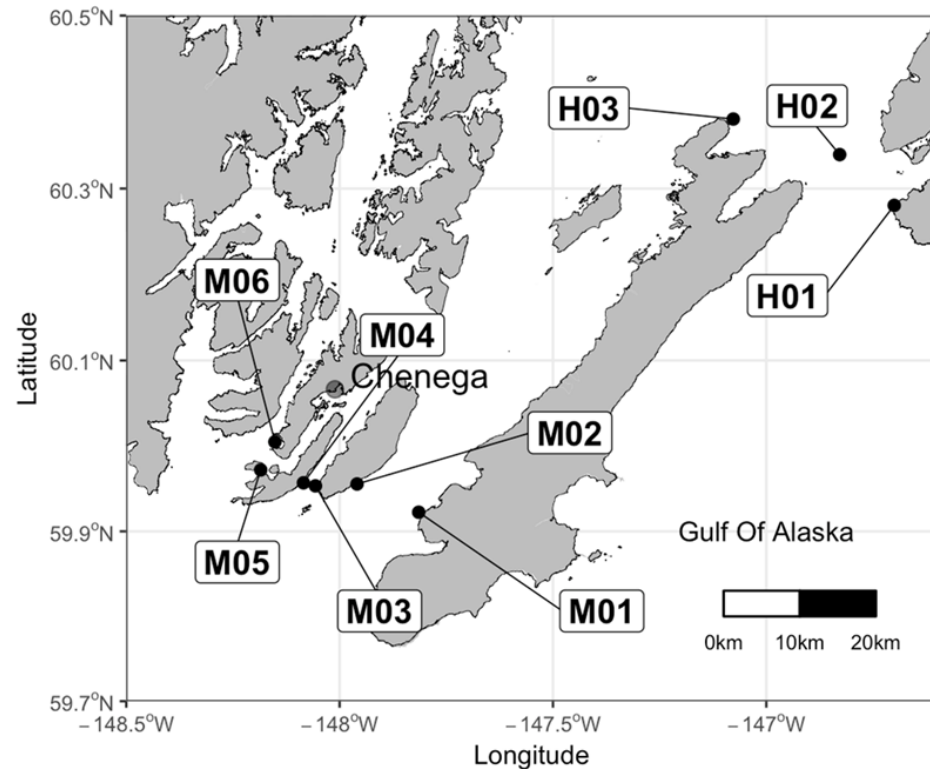 60.5°N
H03
H02
60.3°N
M06
H01
M04
60.1°N
Chenega
M02
59.9°N
Gulf Of Alaska
M05
M03
M01
0km 10km 20km
59.7°N
−148.5°W −148°W −147.5°W −147°W
Longitude
Latitude